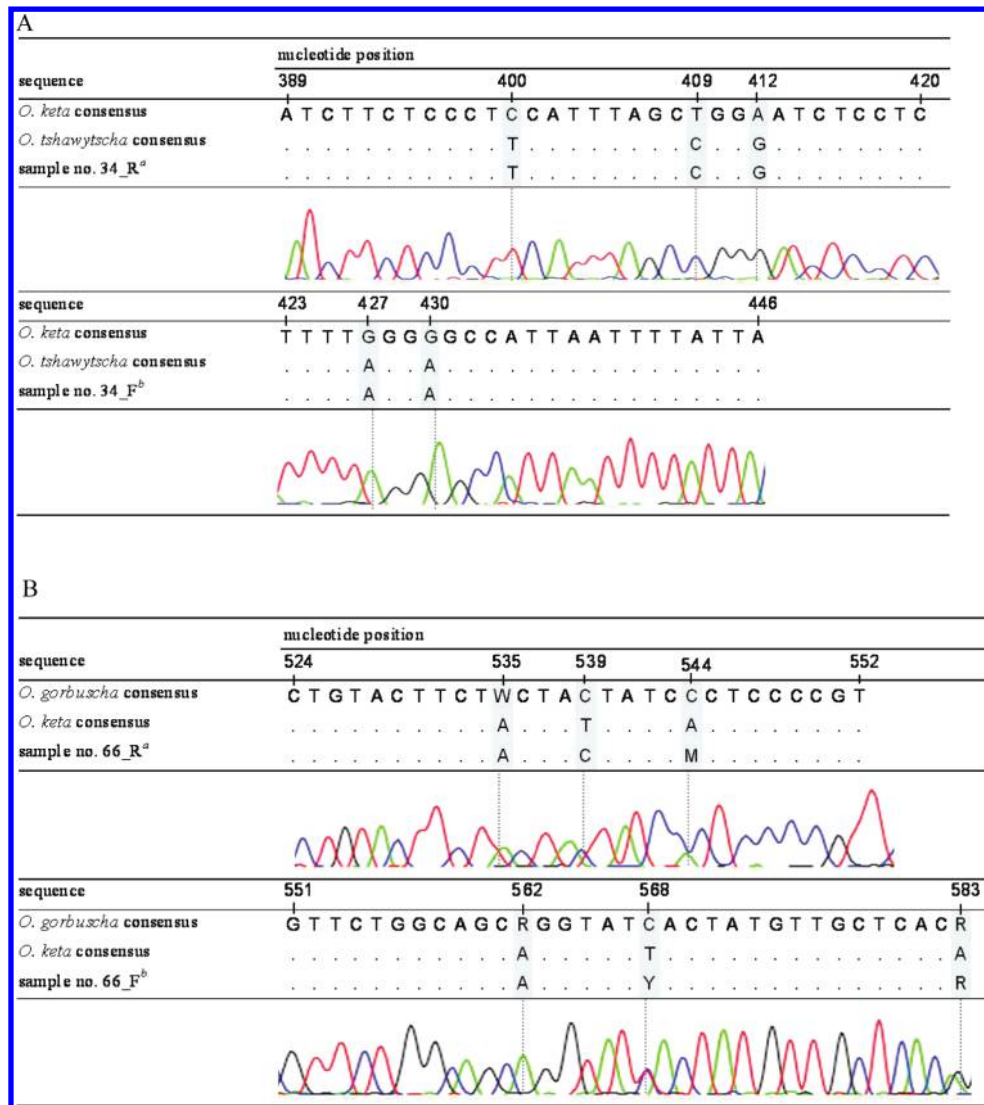 A
nucleotide position
sequence 389 400 409 412 420
O. keta consensus A T C T T C T C C C T C C A T T T A G C T G G A A T C T C C T C
O. tshawytscha consensus . . . . . . . . . . . T . . . . . . . . C . . G . . . . . . . .
sample no. 34_R^a . . . . . . . . . . . T . . . . . . . . C . . G . . . . . . . .
sequence 423 427 430 446
O. keta consensus T T T T G G G G G C C A T T A A T T T T A T T A
O. tshawytscha consensus . . . . A . . A . . . . . . . . . . . . . . . .
sample no. 34_F^b . . . . A . . A . . . . . . . . . . . . . . . .
B
nucleotide position
sequence 524 535 539 544 552
O. gorbuscha consensus C T G T A C T T C T W C T A C T A T C C C T C C C C G T
O. keta consensus . . . . . . . . . . A . . . T . . . . A . . . . . . . .
sample no. 66_R^a . . . . . . . . . . A . . . C . . . . M . . . . . . . .
sequence 551 562 568 583
O. gorbuscha consensus G T T C T G G C A G C R G G T A T C A C T A T G T T G C T C A C R
O. keta consensus . . . . . . . . . . . A . . . . . T . . . . . . . . . . . . . . A
sample no. 66_F^b . . . . . . . . . . . A . . . . . Y . . . . . . . . . . . . . . R